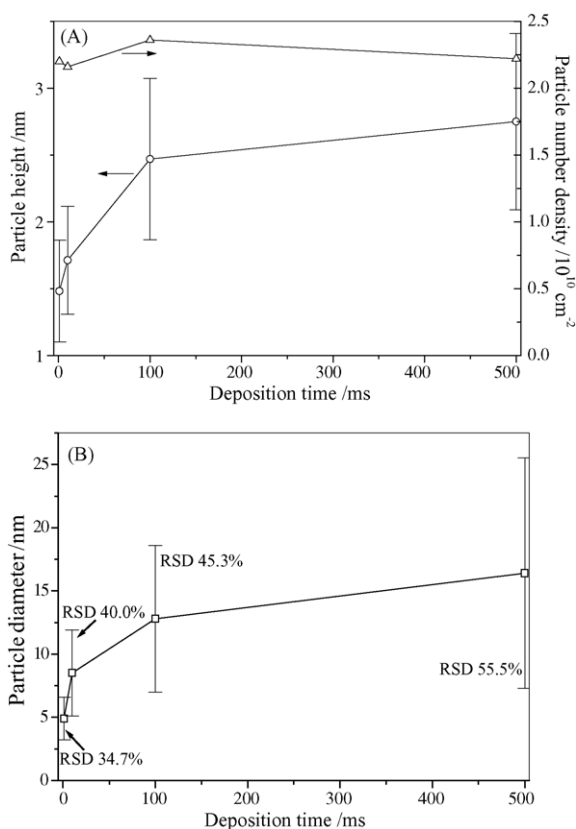 (A)
Particle height /nm
3
2
1
2.5
2.0
1.5
1.0
0.5
0.0
Particle number density /10¹⁰ cm⁻²
0 100 200 300 400 500
Deposition time /ms
(B)
Particle diameter /nm
25
20
15
10
5
0
RSD 45.3%
RSD 40.0%
RSD 55.5%
RSD 34.7%
0 100 200 300 400 500
Deposition time /ms